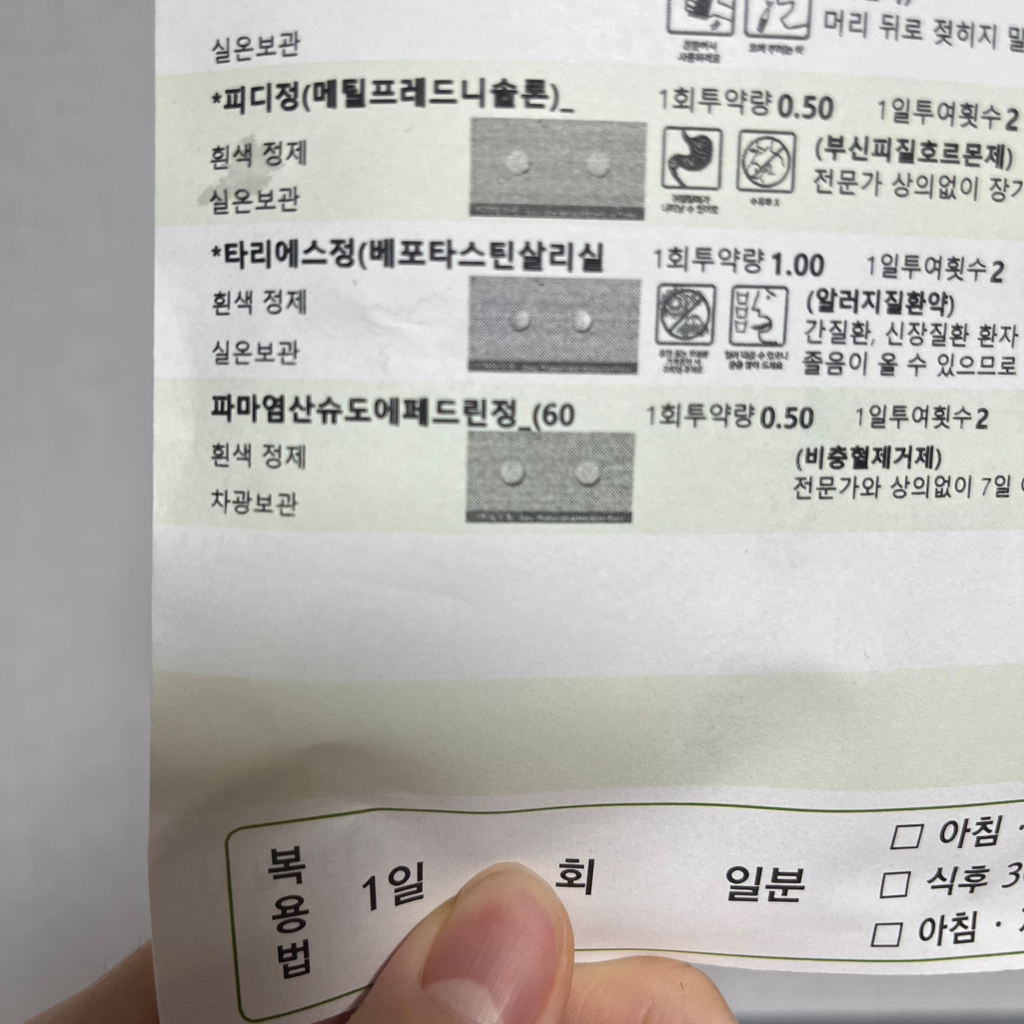 머리 뒤로 젖히지 말
실온보관
*피디정(메틸프레드니솔론)_ 1회투약량 0.50 1일투여횟수 2
흰색 정제 (부신피질호르몬제)
실온보관 전문가 상의없이 장기
*타리에스정(베포타스틴살리실 1회투약량 1.00 1일투여횟수 2
흰색 정제 (알러지질환약)
간질환, 신장질환 환자
실온보관 졸음이 올 수 있으므로
파마염산슈도에페드린정_(60 1회투약량 0.50 1일투여횟수 2
흰색 정제 (비충혈제거제)
차광보관 전문가와 상의없이 7일
복용법
1일 회 일분
□ 아침 ·
□ 식후 3
□ 아침 ·